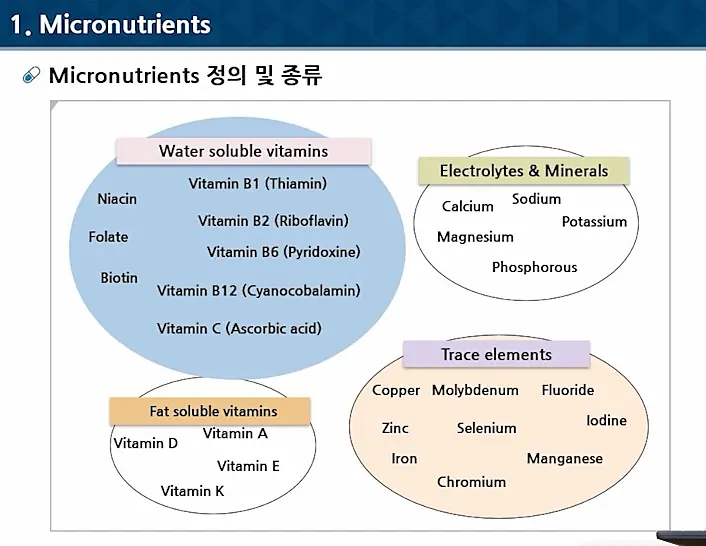 1. Micronutrients
Micronutrients 정의 및 종류
Water soluble vitamins
Vitamin B1 (Thiamin)
Niacin
Vitamin B2 (Riboflavin)
Folate
Vitamin B6 (Pyridoxine)
Biotin
Vitamin B12 (Cyanocobalamin)
Vitamin C (Ascorbic acid)
Electrolytes & Minerals
Sodium
Calcium
Potassium
Magnesium
Phosphorous
Fat soluble vitamins
Vitamin A
Vitamin D
Vitamin E
Vitamin K
Trace elements
Copper Molybdenum Fluoride
Iodine
Zinc Selenium
Iron Manganese
Chromium